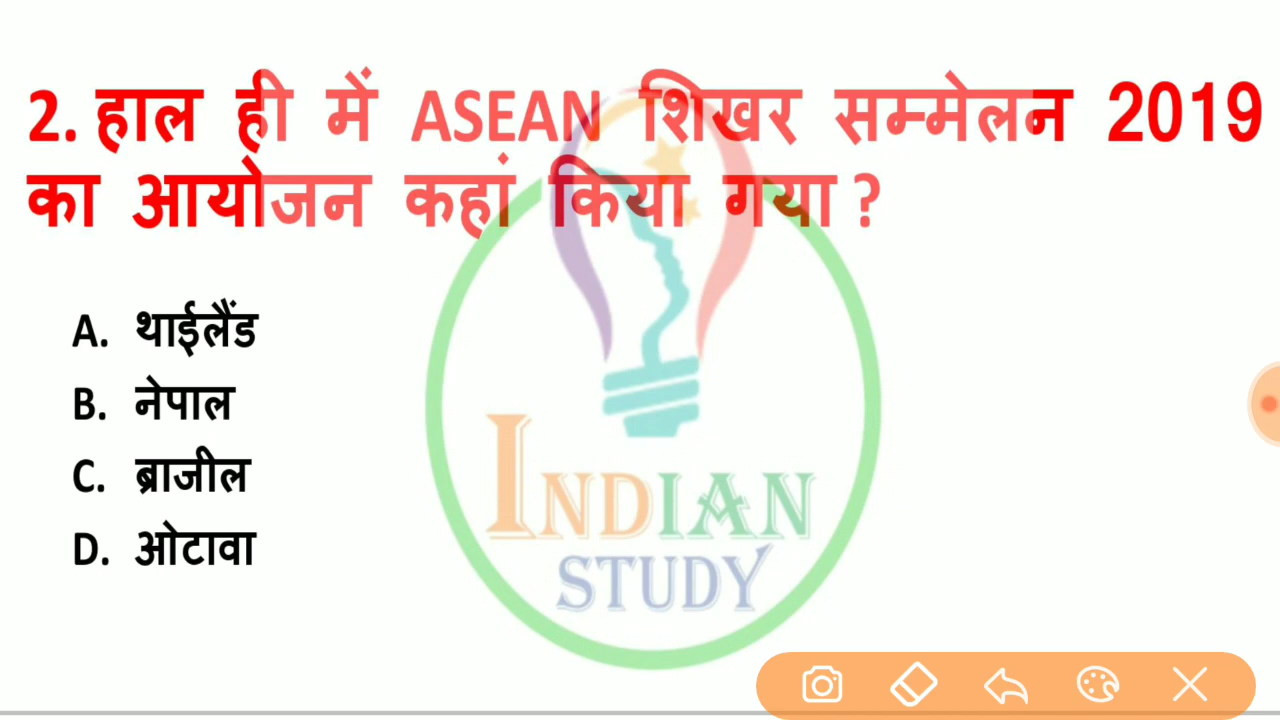 2. हाल ही में ASEAN शिखर सम्मेलन 2019
का आयोजन कहां किया गया ?
A. थाईलैंड
B. नेपाल
C. ब्राजील
D. ओटावा
INDIAN
STUDY